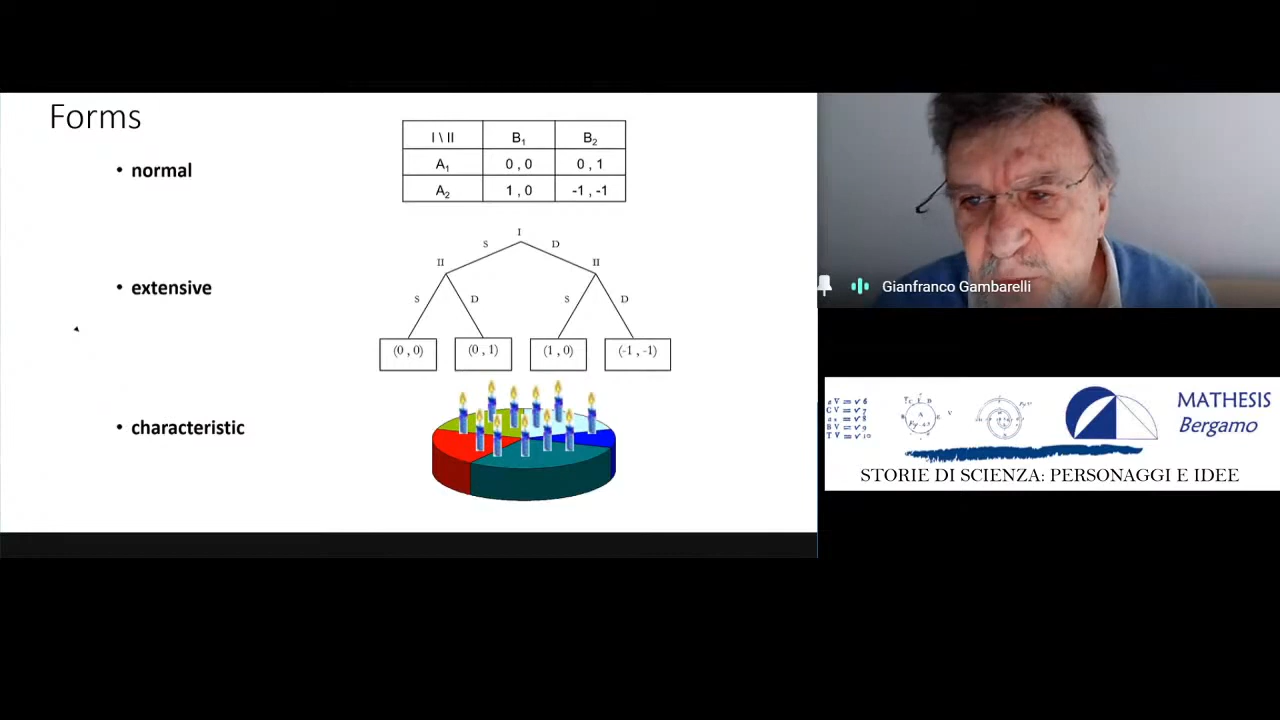 Forms
• normal
I \ II B₁ B₂
A₁ 0 , 0 0 , 1
A₂ 1 , 0 -1 , -1
• extensive
I
S D
II II
S D S D
(0 , 0) (0 , 1) (1 , 0) (-1 , -1)
• characteristic
Gianfranco Gambarelli
MATHESIS
Bergamo
STORIE DI SCIENZA: PERSONAGGI E IDEE